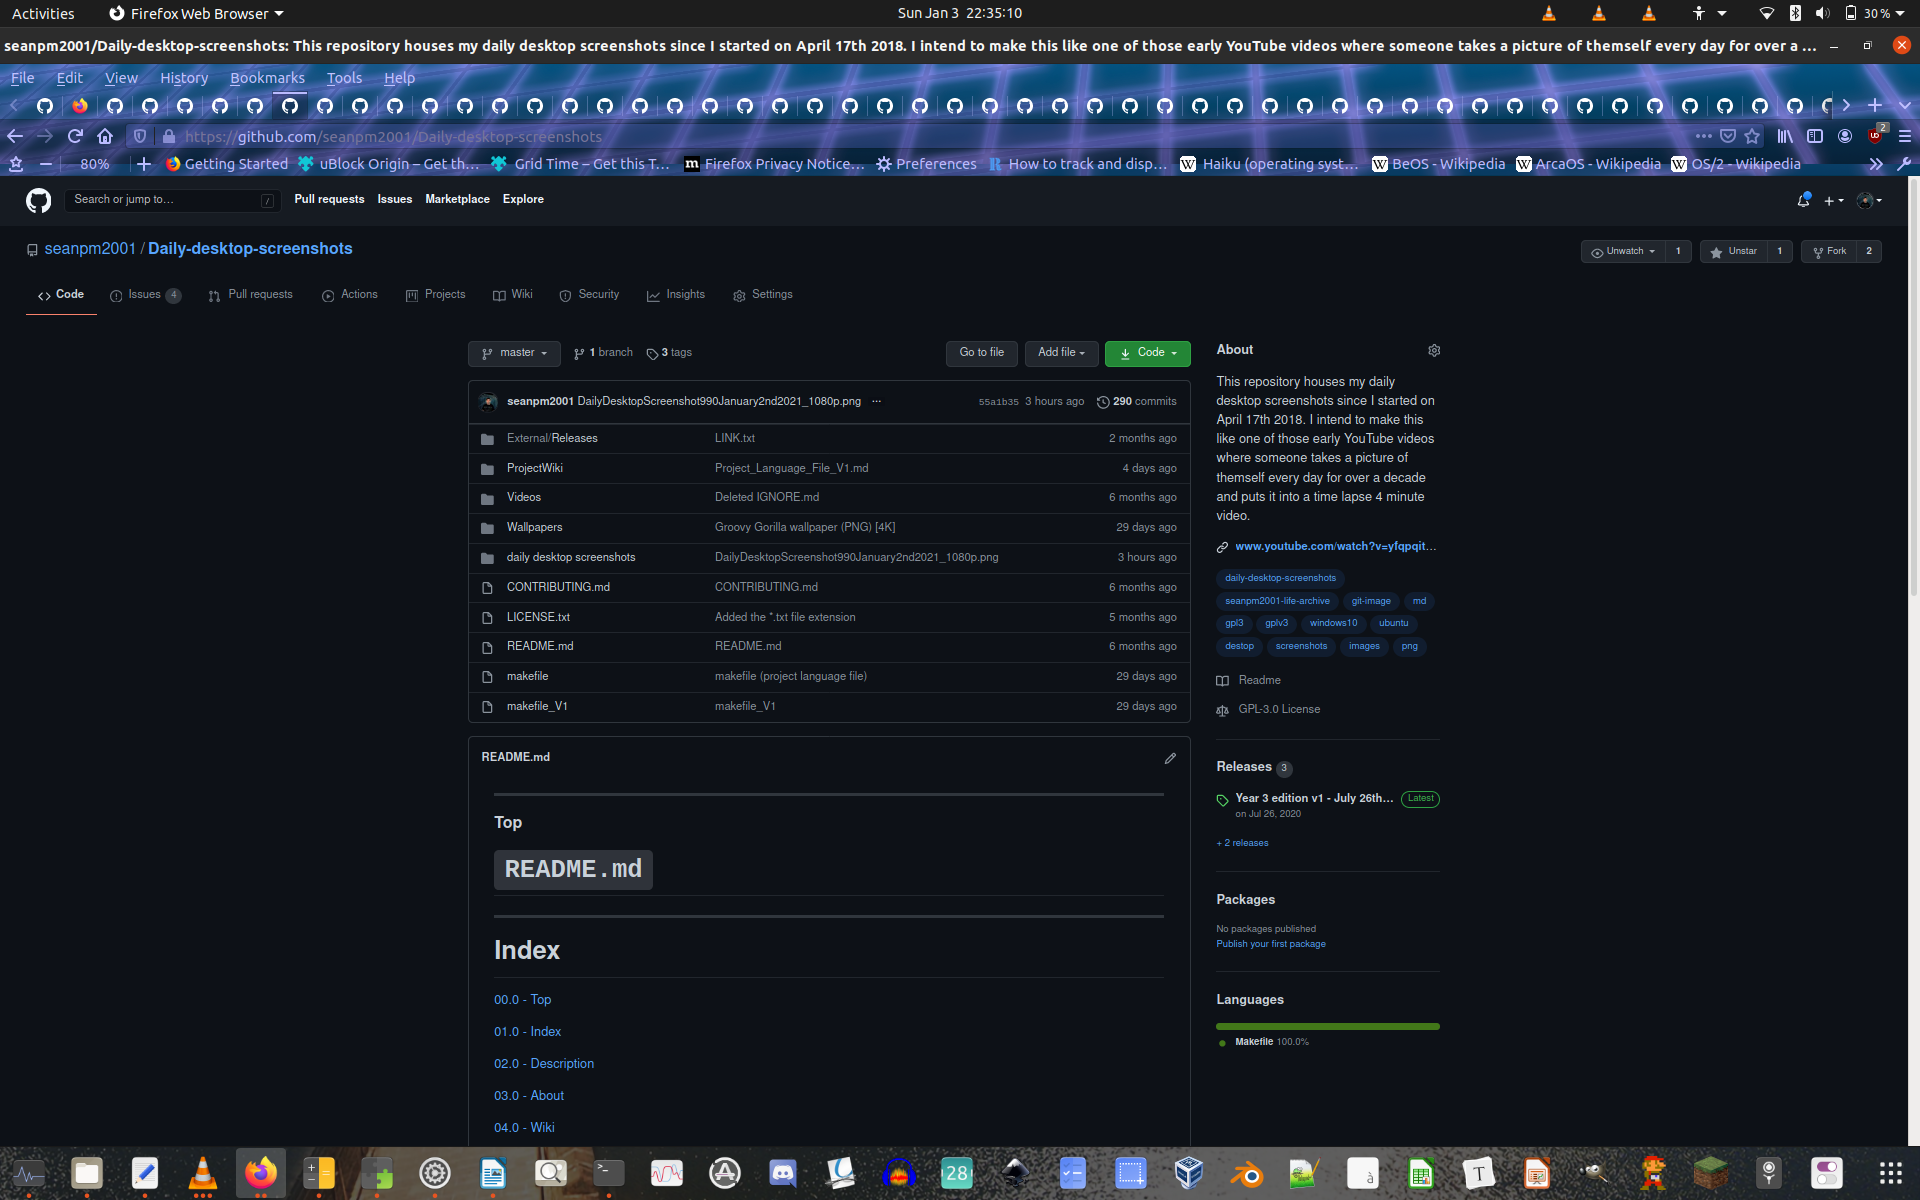 Activities
Firefox Web Browser
Sun Jan 3 22:35:10
30 %
seanpm2001/Daily-desktop-screenshots: This repository houses my daily desktop screenshots since I started on April 17th 2018. I intend to make this like one of those early YouTube videos where someone takes a picture of themself every day for over a ...
File Edit View History Bookmarks Tools Help
https://github.com/seanpm2001/Daily-desktop-screenshots
2
80%
Getting Started
uBlock Origin – Get th…
Grid Time – Get this T…
Firefox Privacy Notice…
Preferences
How to track and disp…
Haiku (operating syst…
BeOS - Wikipedia
ArcaOS - Wikipedia
OS/2 - Wikipedia
Search or jump to…
/
Pull requests Issues Marketplace Explore
seanpm2001 / Daily-desktop-screenshots
Unwatch 1
Unstar 1
Fork 2
Code
Issues 4
Pull requests
Actions
Projects
Wiki
Security
Insights
Settings
master
1 branch
3 tags
Go to file
Add file
Code
seanpm2001 DailyDesktopScreenshot990January2nd2021_1080p.png ...
55a1b35 3 hours ago
290 commits
External/Releases LINK.txt 2 months ago
ProjectWiki Project_Language_File_V1.md 4 days ago
Videos Deleted IGNORE.md 6 months ago
Wallpapers Groovy Gorilla wallpaper (PNG) [4K] 29 days ago
daily desktop screenshots DailyDesktopScreenshot990January2nd2021_1080p.png 3 hours ago
CONTRIBUTING.md CONTRIBUTING.md 6 months ago
LICENSE.txt Added the *.txt file extension 5 months ago
README.md README.md 6 months ago
makefile makefile (project language file) 29 days ago
makefile_V1 makefile_V1 29 days ago
README.md
Top
README.md
Index
00.0 - Top
01.0 - Index
02.0 - Description
03.0 - About
04.0 - Wiki
About
This repository houses my daily
desktop screenshots since I started on
April 17th 2018. I intend to make this
like one of those early YouTube videos
where someone takes a picture of
themself every day for over a decade
and puts it into a time lapse 4 minute
video.
www.youtube.com/watch?v=yfqpqit...
daily-desktop-screenshots
seanpm2001-life-archive git-image md
gpl3 gplv3 windows10 ubuntu
destop screenshots images png
Readme
GPL-3.0 License
Releases 3
Year 3 edition v1 - July 26th... Latest
on Jul 26, 2020
+ 2 releases
Packages
No packages published
Publish your first package
Languages
Makefile 100.0%
28